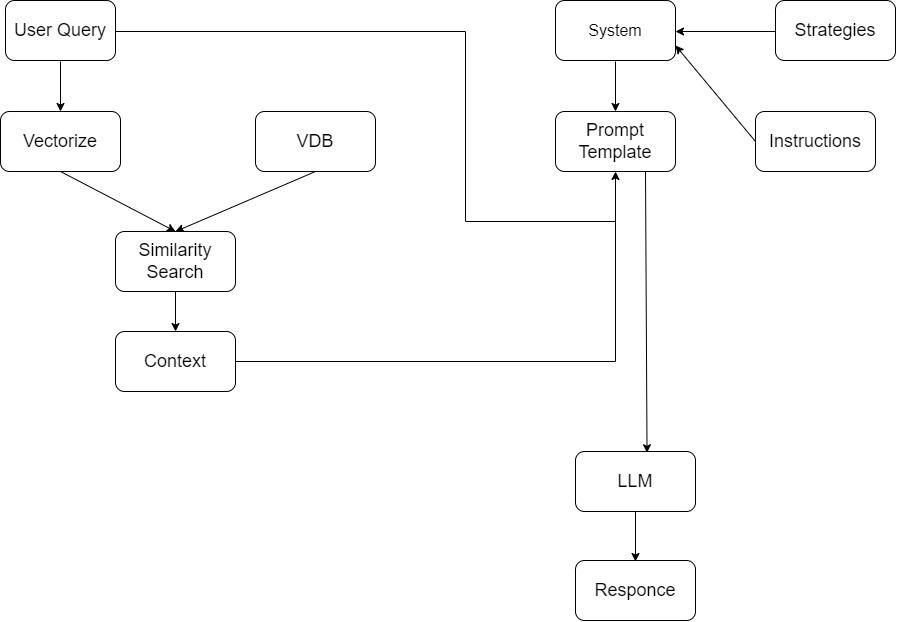 User Query
System
Strategies
Vectorize
VDB
Prompt
Template
Instructions
Similarity
Search
Context
LLM
Responce